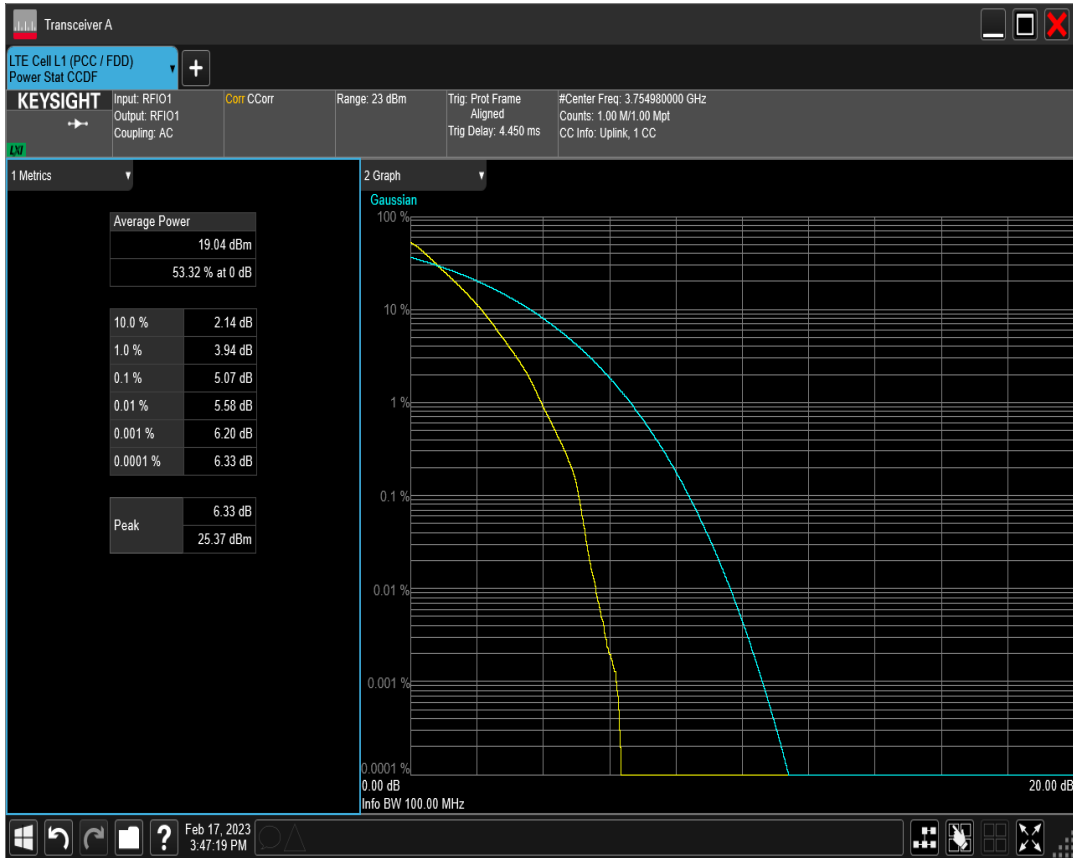 Transceiver A
LTE Cell L1 (PCC / FDD)
Power Stat CCDF
KEYSIGHT
LXI
Input: RFIO1
Output: RFIO1
Coupling: AC
Corr CCorr
Range: 23 dBm
Trig: Prot Frame
Aligned
Trig Delay: 4.450 ms
#Center Freq: 3.754980000 GHz
Counts: 1.00 M/1.00 Mpt
CC Info: Uplink, 1 CC
1 Metrics
Average Power
19.04 dBm
53.32 % at 0 dB
10.0 % 2.14 dB
1.0 % 3.94 dB
0.1 % 5.07 dB
0.01 % 5.58 dB
0.001 % 6.20 dB
0.0001 % 6.33 dB
Peak
6.33 dB
25.37 dBm
2 Graph
Gaussian
100 %
10 %
1 %
0.1 %
0.01 %
0.001 %
0.0001 %
0.00 dB
20.00 dB
Info BW 100.00 MHz
?
Feb 17, 2023
3:47:19 PM